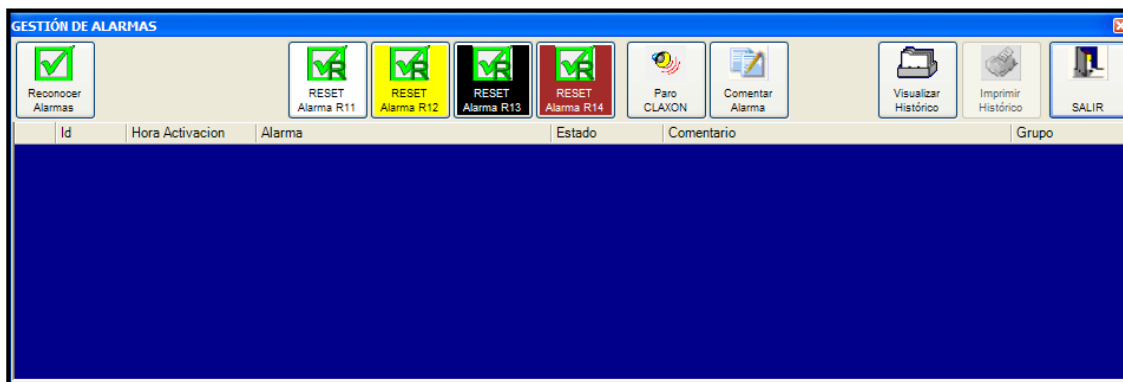 GESTIÓN DE ALARMAS
Reconocer
Alarmas
RESET
Alarma R11
RESET
Alarma R12
RESET
Alarma R13
RESET
Alarma R14
Paro
CLAXON
Comentar
Alarma
Visualizar
Histórico
Imprimir
Histórico
SALIR
Id Hora Activacion Alarma Estado Comentario Grupo